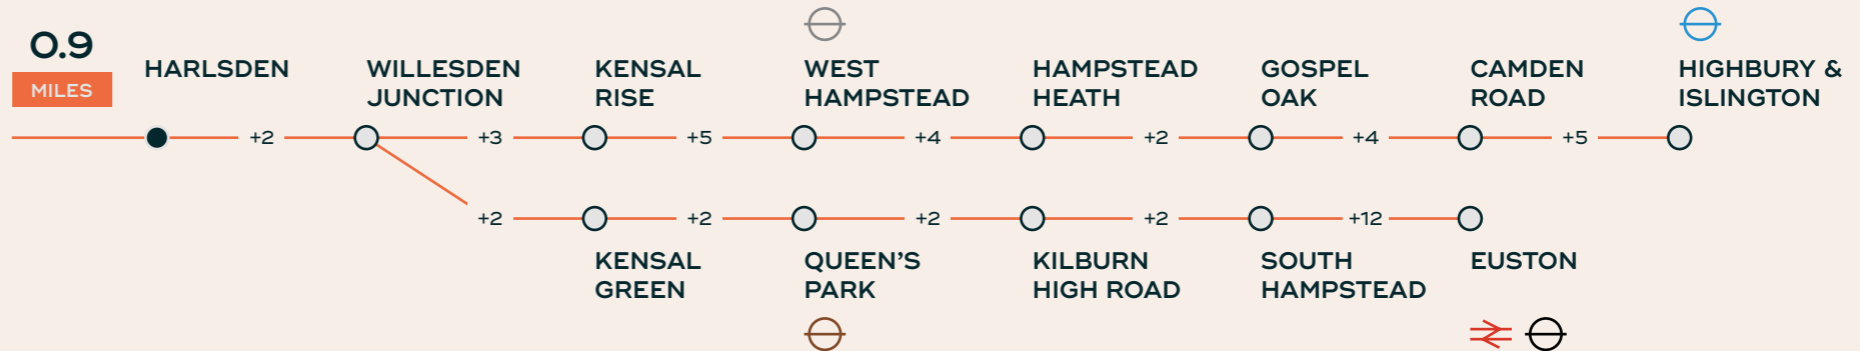 0.9
MILES
HARLSDEN
WILLESDEN
JUNCTION
KENSAL
RISE
WEST
HAMPSTEAD
HAMPSTEAD
HEATH
GOSPEL
OAK
CAMDEN
ROAD
HIGHBURY &
ISLINGTON
+2
+3
+5
+4
+2
+4
+5
+2
+2
+2
+2
+12
KENSAL
GREEN
QUEEN’S
PARK
KILBURN
HIGH ROAD
SOUTH
HAMPSTEAD
EUSTON